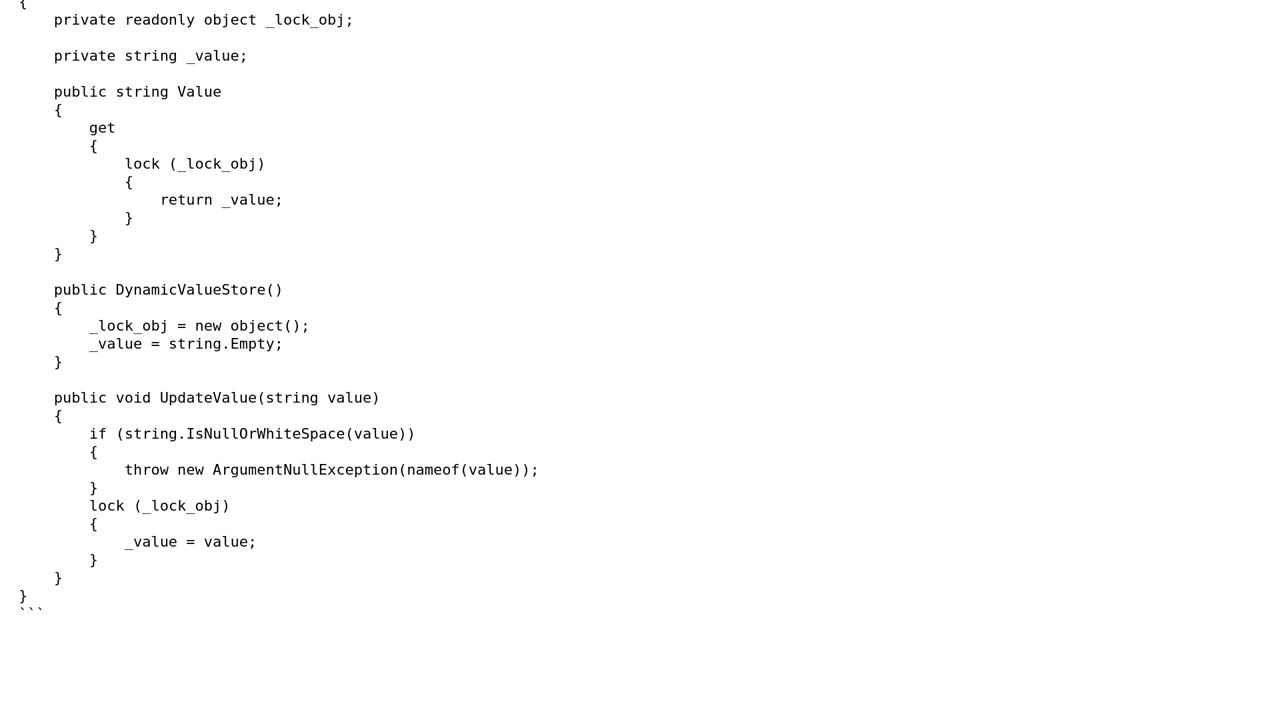 {
    private readonly object _lock_obj;

    private string _value;

    public string Value
    {
        get
        {
            lock (_lock_obj)
            {
                return _value;
            }
        }
    }

    public DynamicValueStore()
    {
        _lock_obj = new object();
        _value = string.Empty;
    }

    public void UpdateValue(string value)
    {
        if (string.IsNullOrWhiteSpace(value))
        {
            throw new ArgumentNullException(nameof(value));
        }
        lock (_lock_obj)
        {
            _value = value;
        }
    }
}
```